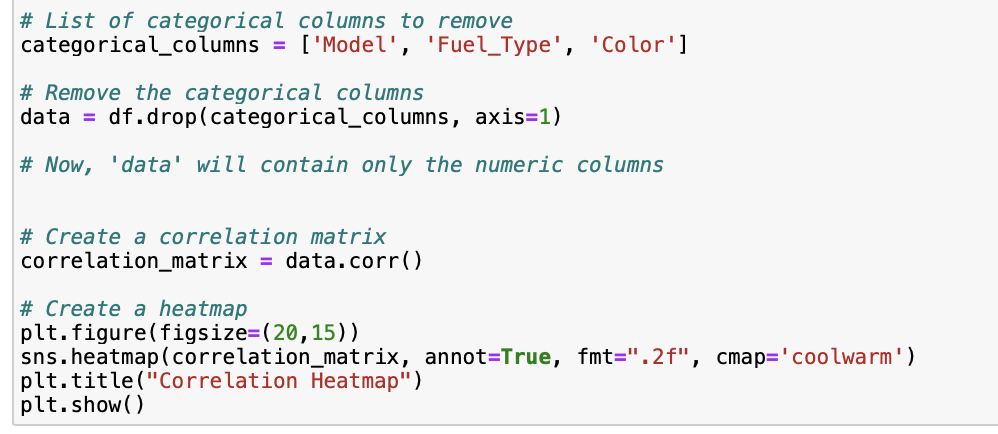 # List of categorical columns to remove
categorical_columns = ['Model', 'Fuel_Type', 'Color']
# Remove the categorical columns
data = df.drop(categorical_columns, axis=1)
# Now, 'data' will contain only the numeric columns
# Create a correlation matrix
correlation_matrix = data.corr()
# Create a heatmap
plt.figure(figsize=(20,15))
sns.heatmap(correlation_matrix, annot=True, fmt=".2f", cmap='coolwarm')
plt.title("Correlation Heatmap")
plt.show()